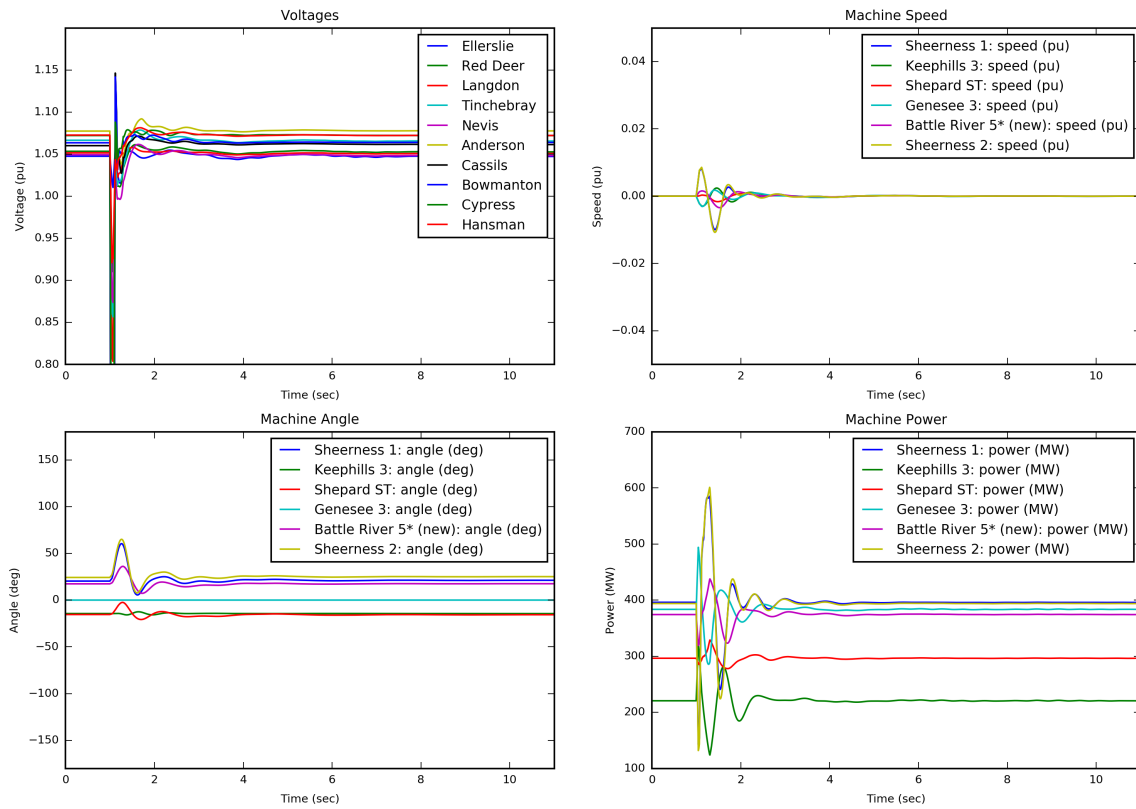 Voltages
1.15
1.10
1.05
1.00
0.95
0.90
0.85
0.80
Voltage (pu)
Ellerslie
Red Deer
Langdon
Tinchebray
Nevis
Anderson
Cassils
Bowmanton
Cypress
Hansman
0 2 4 6 8 10
Time (sec)
Machine Speed
0.04
0.02
0.00
−0.02
−0.04
Speed (pu)
Sheerness 1: speed (pu)
Keephills 3: speed (pu)
Shepard ST: speed (pu)
Genesee 3: speed (pu)
Battle River 5* (new): speed (pu)
Sheerness 2: speed (pu)
0 2 4 6 8 10
Time (sec)
Machine Angle
150
100
50
0
−50
−100
−150
Angle (deg)
Sheerness 1: angle (deg)
Keephills 3: angle (deg)
Shepard ST: angle (deg)
Genesee 3: angle (deg)
Battle River 5* (new): angle (deg)
Sheerness 2: angle (deg)
0 2 4 6 8 10
Time (sec)
Machine Power
700
600
500
400
300
200
100
Power (MW)
Sheerness 1: power (MW)
Keephills 3: power (MW)
Shepard ST: power (MW)
Genesee 3: power (MW)
Battle River 5* (new): power (MW)
Sheerness 2: power (MW)
0 2 4 6 8 10
Time (sec)